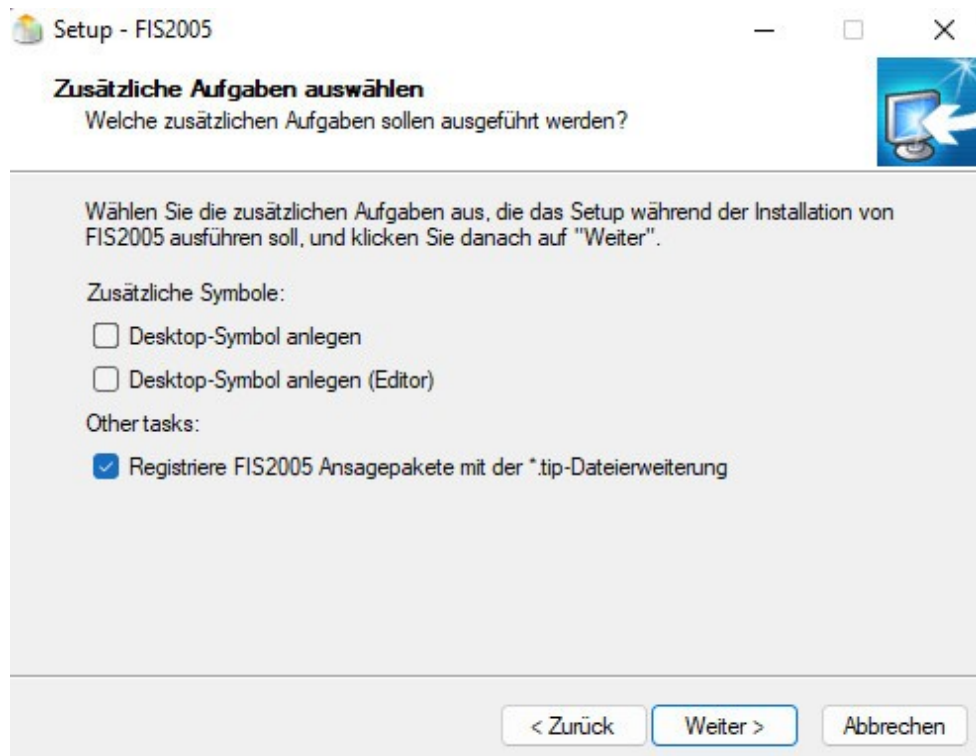 Setup - FIS2005
Zusätzliche Aufgaben auswählen
Welche zusätzlichen Aufgaben sollen ausgeführt werden?
Wählen Sie die zusätzlichen Aufgaben aus, die das Setup während der Installation von
FIS2005 ausführen soll, und klicken Sie danach auf "Weiter".
Zusätzliche Symbole:
Desktop-Symbol anlegen
Desktop-Symbol anlegen (Editor)
Other tasks:
Registriere FIS2005 Ansagepakete mit der *.tip-Dateierweiterung
< Zurück Weiter > Abbrechen